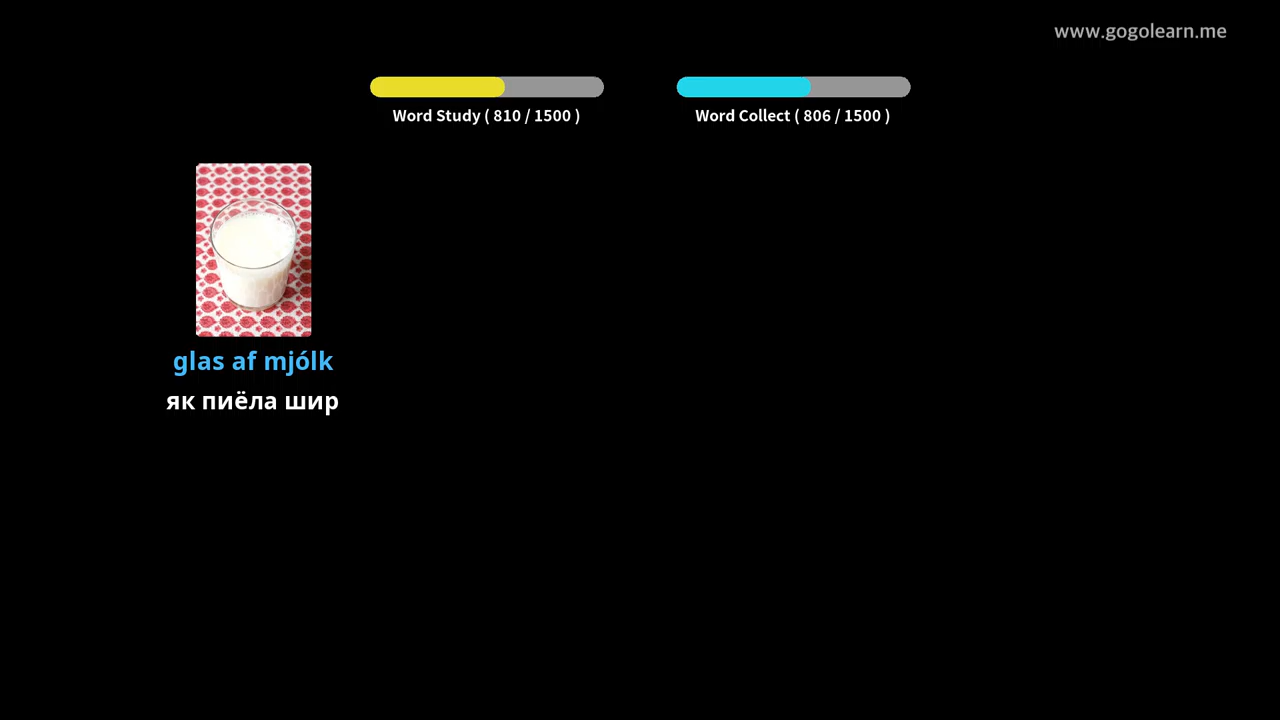 www.gogolearn.me
Word Study ( 810 / 1500 )
Word Collect ( 806 / 1500 )
glas af mjólk
як пиёла шир